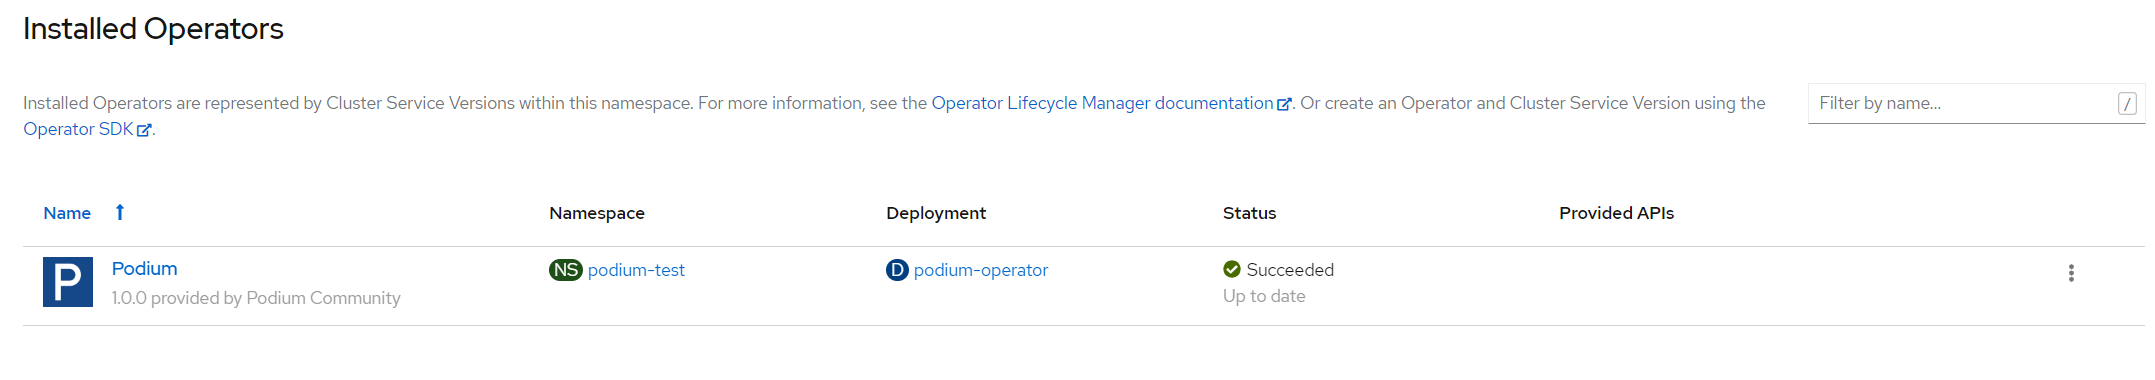 Installed Operators
Installed Operators are represented by Cluster Service Versions within this namespace. For more information, see the Operator Lifecycle Manager documentation. Or create an Operator and Cluster Service Version using the
Operator SDK.
Filter by name...
/
Name
Namespace
Deployment
Status
Provided APIs
P
Podium
1.0.0 provided by Podium Community
NS podium-test
D podium-operator
Succeeded
Up to date